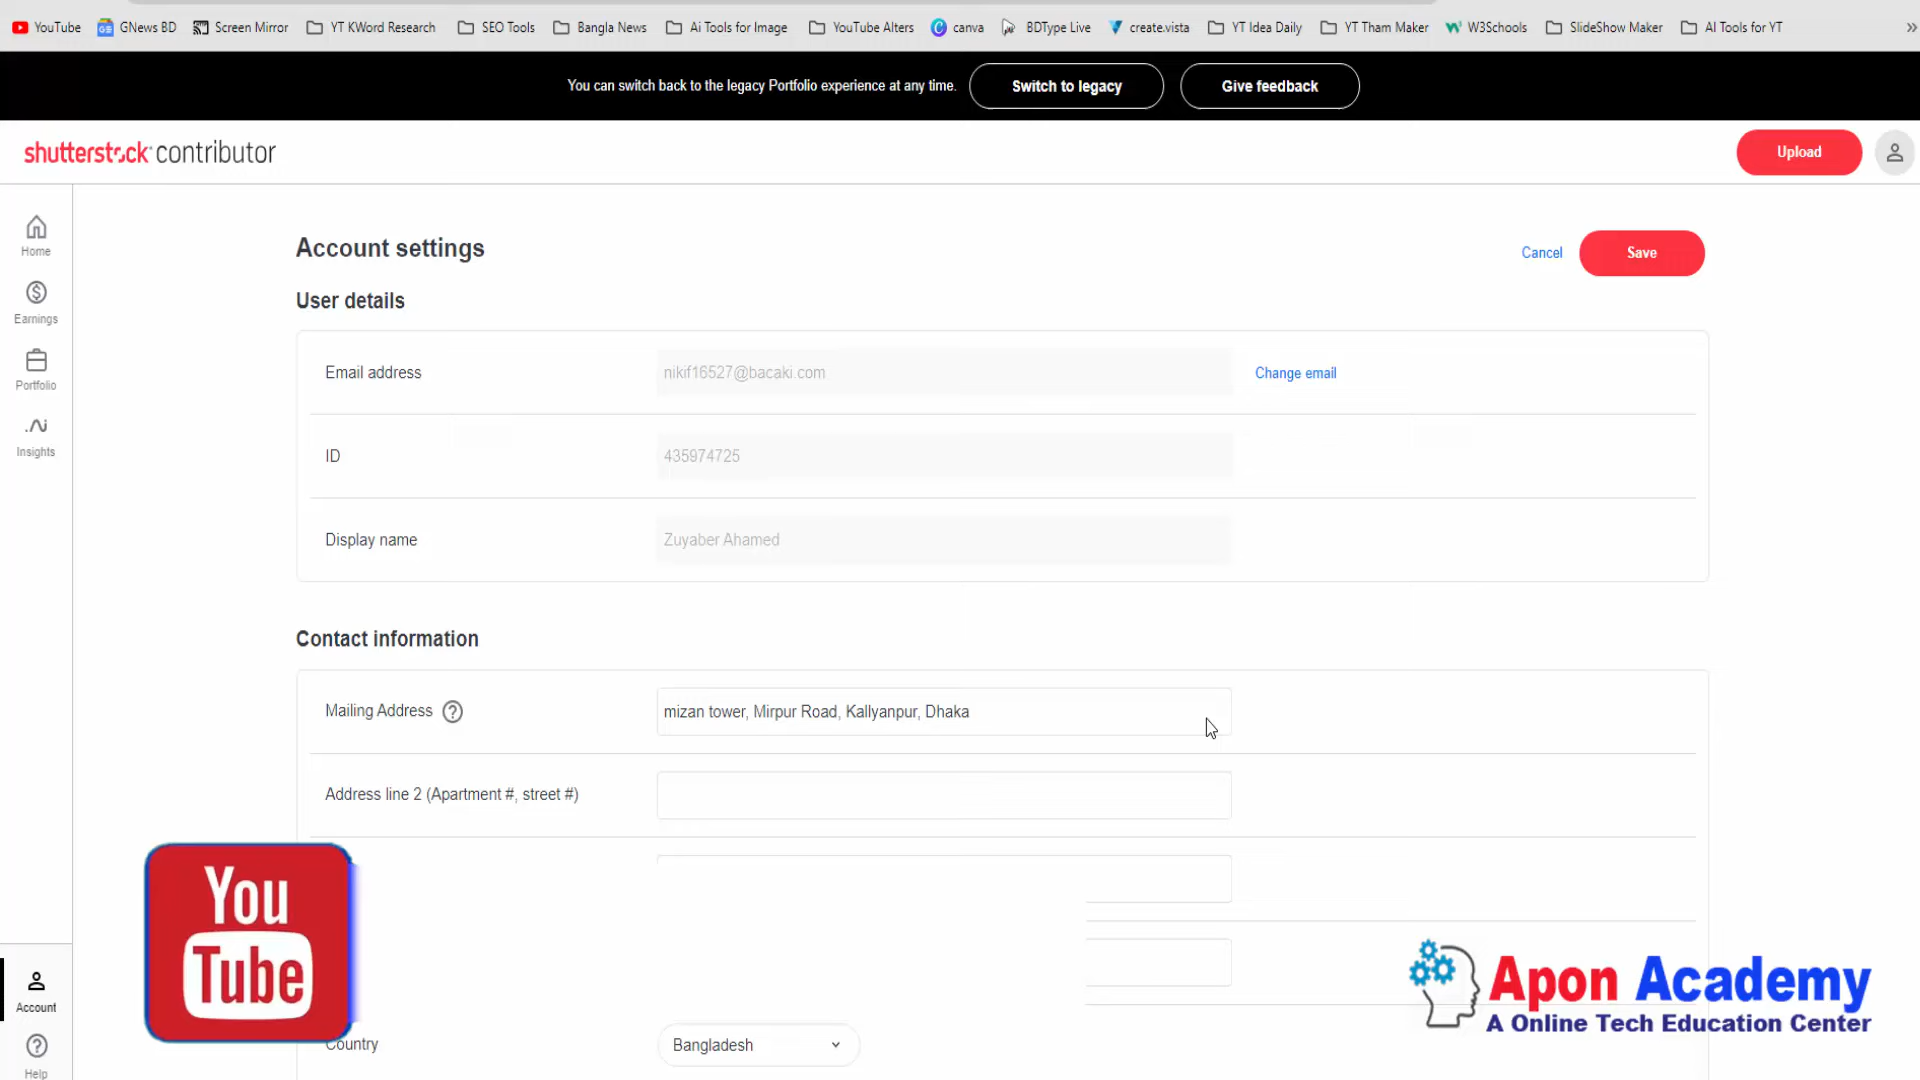 YouTube GNews BD Screen Mirror YT KWord Research SEO Tools Bangla News Ai Tools for Image YouTube Alters canva BDType Live create.vista YT Idea Daily YT Tham Maker W3Schools SlideShow Maker AI Tools for YT
You can switch back to the legacy Portfolio experience at any time. Switch to legacy Give feedback
shutterstock contributor Upload
Home
Earnings
Portfolio
Insights
Account settings Cancel Save
User details
Email address nikif16527@bacaki.com Change email
ID 435974725
Display name Zuyaber Ahamed
Contact information
Mailing Address ? mizan tower, Mirpur Road, Kallyanpur, Dhaka
Address line 2 (Apartment #, street #)
Country Bangladesh
Account
Help
You
Tube
Apon Academy
A Online Tech Education Center